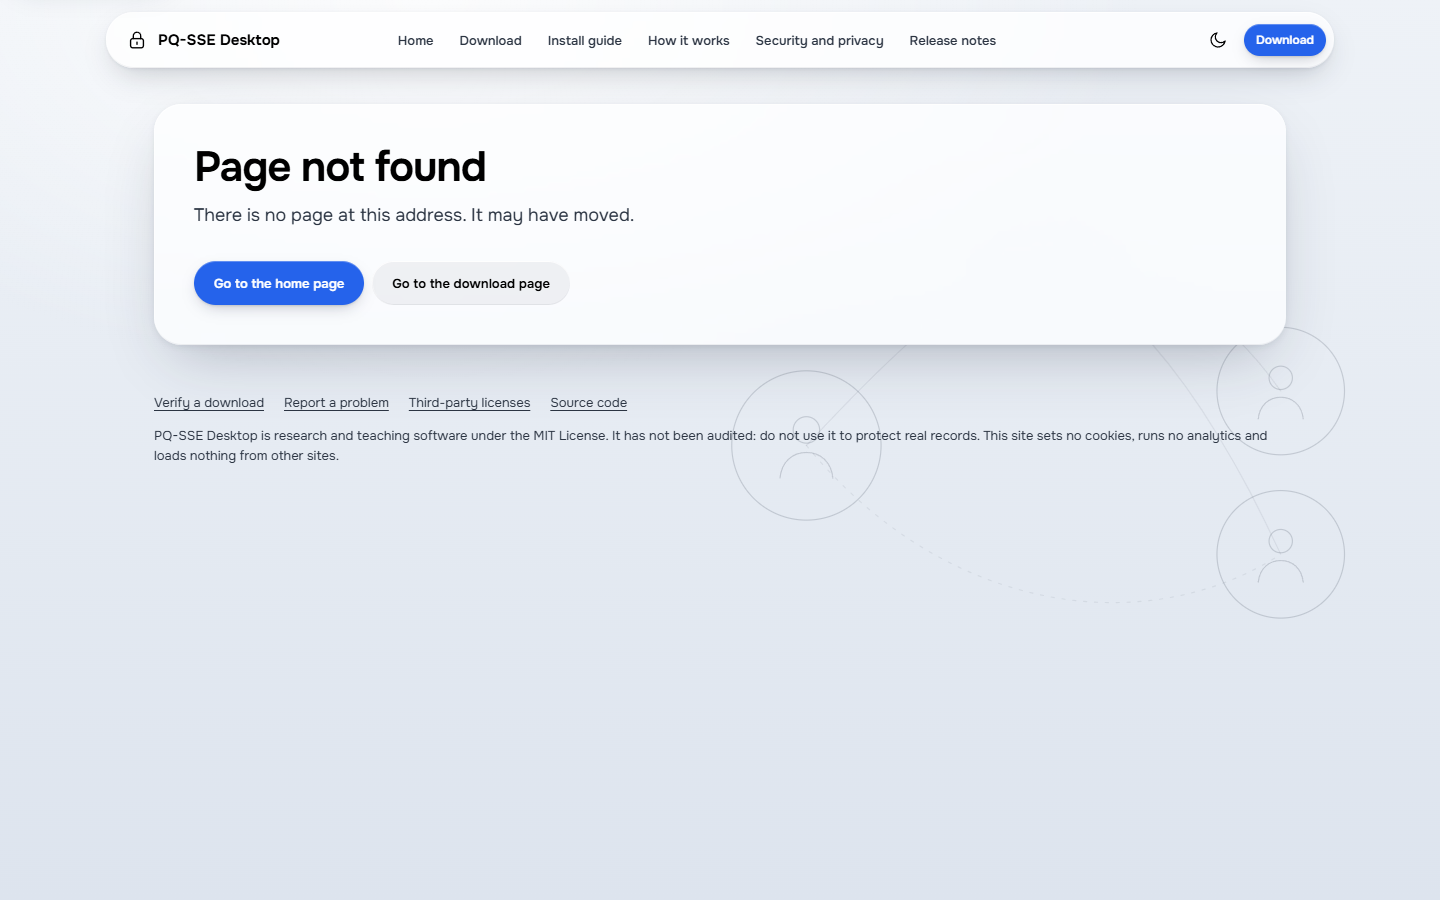 PQ-SSE Desktop
Home
Download
Install guide
How it works
Security and privacy
Release notes
Download
Page not found
There is no page at this address. It may have moved.
Go to the home page
Go to the download page
Verify a download
Report a problem
Third-party licenses
Source code
PQ-SSE Desktop is research and teaching software under the MIT License. It has not been audited: do not use it to protect real records. This site sets no cookies, runs no analytics and
loads nothing from other sites.